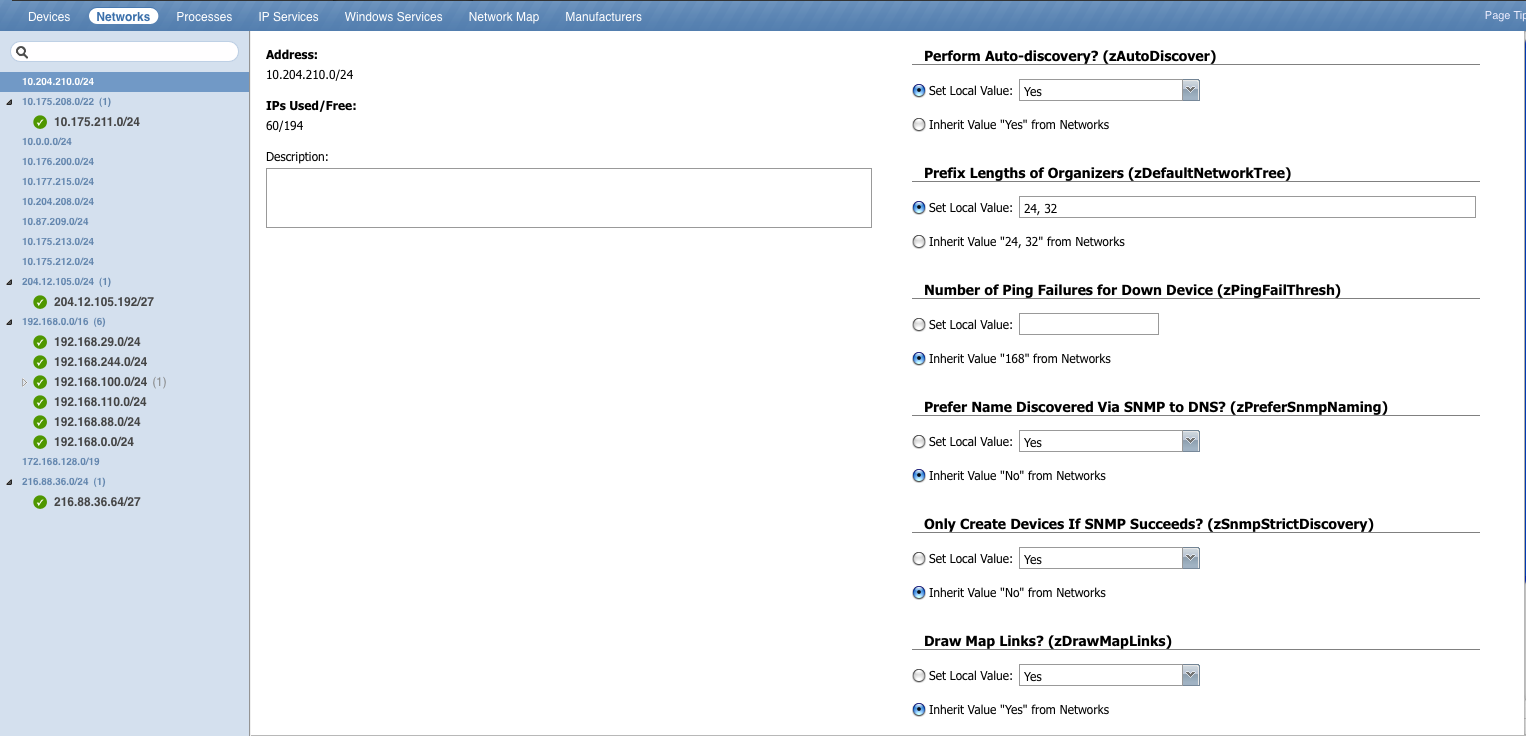 Devices Networks Processes IP Services Windows Services Network Map Manufacturers Page Tip
10.204.210.0/24
10.175.208.0/22 (1)
10.175.211.0/24
10.0.0.0/24
10.176.200.0/24
10.177.215.0/24
10.204.208.0/24
10.87.209.0/24
10.175.213.0/24
10.175.212.0/24
204.12.105.0/24 (1)
204.12.105.192/27
192.168.0.0/16 (6)
192.168.29.0/24
192.168.244.0/24
192.168.100.0/24 (1)
192.168.110.0/24
192.168.88.0/24
192.168.0.0/24
172.168.128.0/19
216.88.36.0/24 (1)
216.88.36.64/27
Address:
10.204.210.0/24
IPs Used/Free:
60/194
Description:
Perform Auto-discovery? (zAutoDiscover)
Set Local Value: Yes
Inherit Value "Yes" from Networks
Prefix Lengths of Organizers (zDefaultNetworkTree)
Set Local Value: 24, 32
Inherit Value "24, 32" from Networks
Number of Ping Failures for Down Device (zPingFailThresh)
Set Local Value:
Inherit Value "168" from Networks
Prefer Name Discovered Via SNMP to DNS? (zPreferSnmpNaming)
Set Local Value: Yes
Inherit Value "No" from Networks
Only Create Devices If SNMP Succeeds? (zSnmpStrictDiscovery)
Set Local Value: Yes
Inherit Value "No" from Networks
Draw Map Links? (zDrawMapLinks)
Set Local Value: Yes
Inherit Value "Yes" from Networks